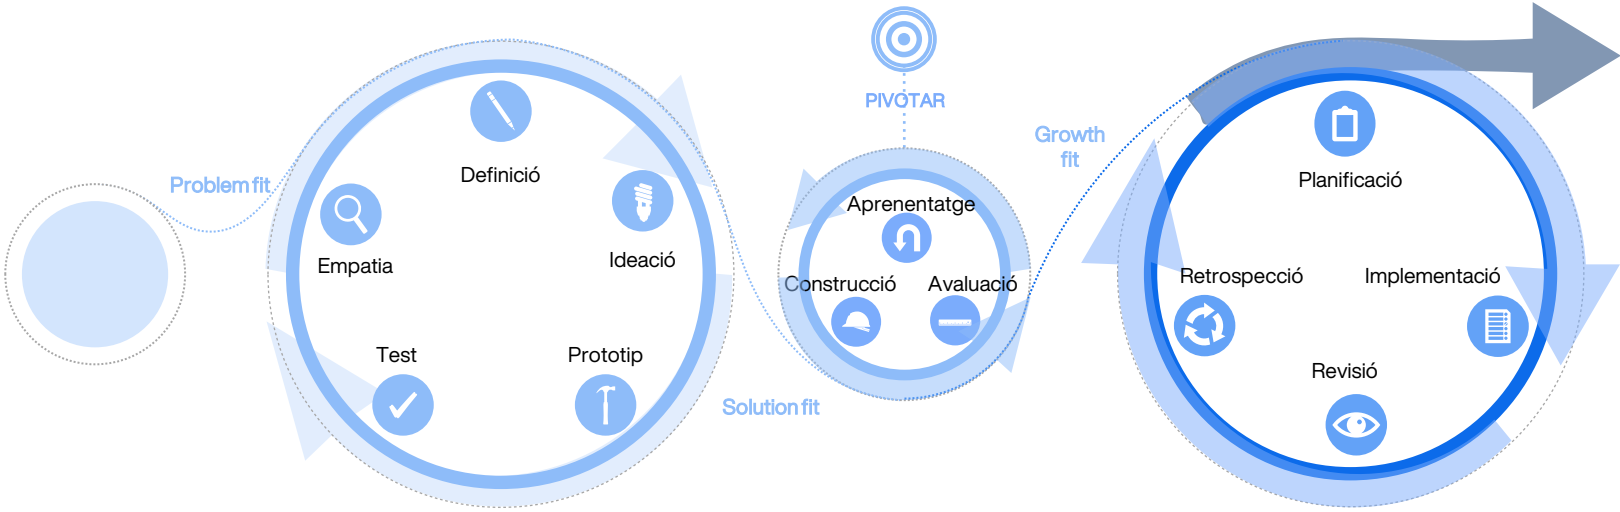 Problem fit
Definició
Empatia
Ideació
Test
Prototip
Solution fit
PIVOTAR
Aprenentatge
Construcció
Avaluació
Growth
fit
Planificació
Retrospecció
Implementació
Revisió